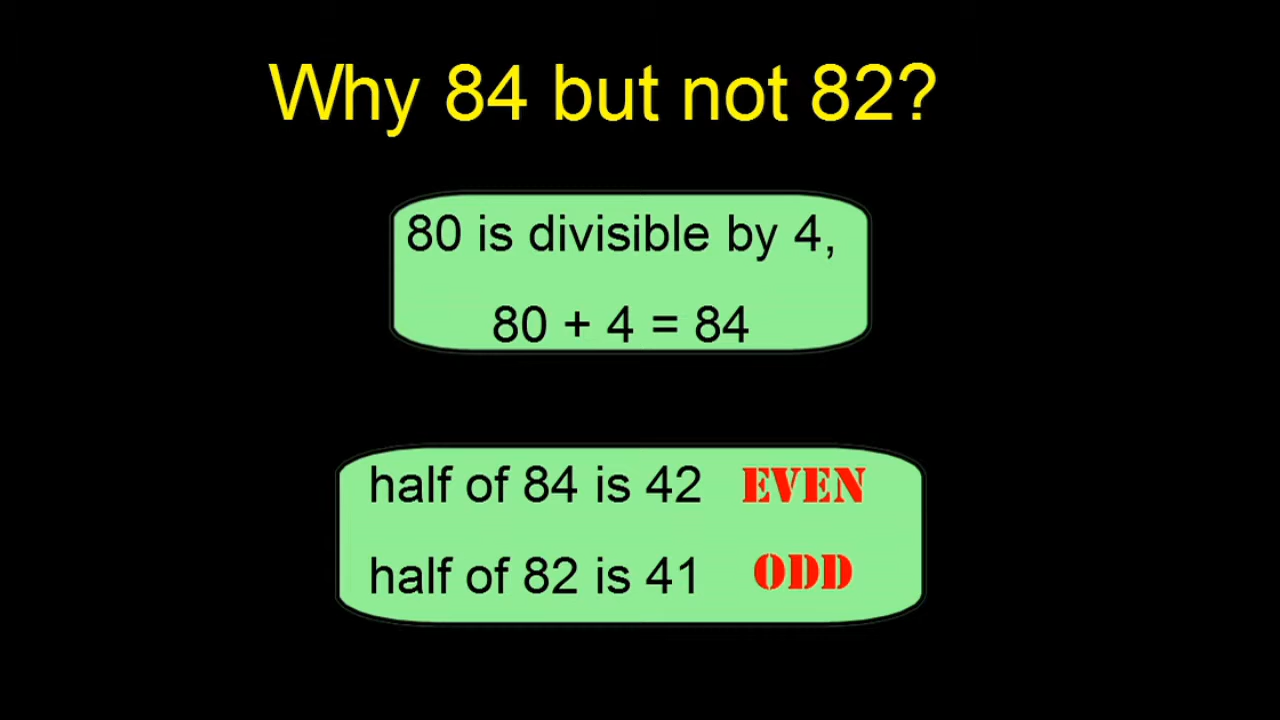 Why 84 but not 82?
80 is divisible by 4,
80 + 4 = 84
half of 84 is 42 EVEN
half of 82 is 41 ODD